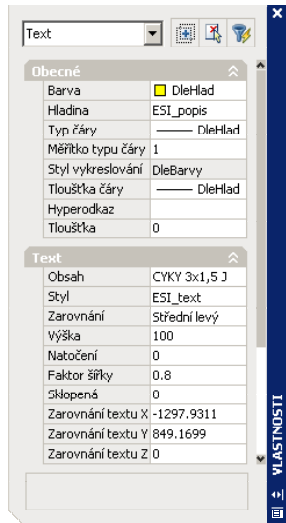 Text
Obecné
Barva DleHlad
Hladina ESI_popis
Typ čáry DleHlad
Měřítko typu čáry 1
Styl vykreslování DleBarvy
Tloušťka čáry DleHlad
Hyperodkaz
Tloušťka 0
Text
Obsah CYKY 3x1,5 J
Styl ESI_text
Zarovnání Střední levý
Výška 100
Natočení 0
Faktor šířky 0.8
Sklopená 0
Zarovnání textu X -1297.9311
Zarovnání textu Y 849.1699
Zarovnání textu Z 0
VLASTNOSTI